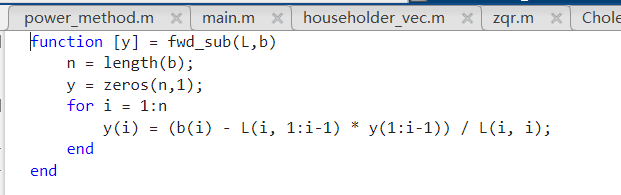 power_method.m × main.m × householder_vec.m × zqr.m × Chole
function [y] = fwd_sub(L,b)
n = length(b);
y = zeros(n,1);
for i = 1:n
y(i) = (b(i) - L(i, 1:i-1) * y(1:i-1)) / L(i, i);
end
end